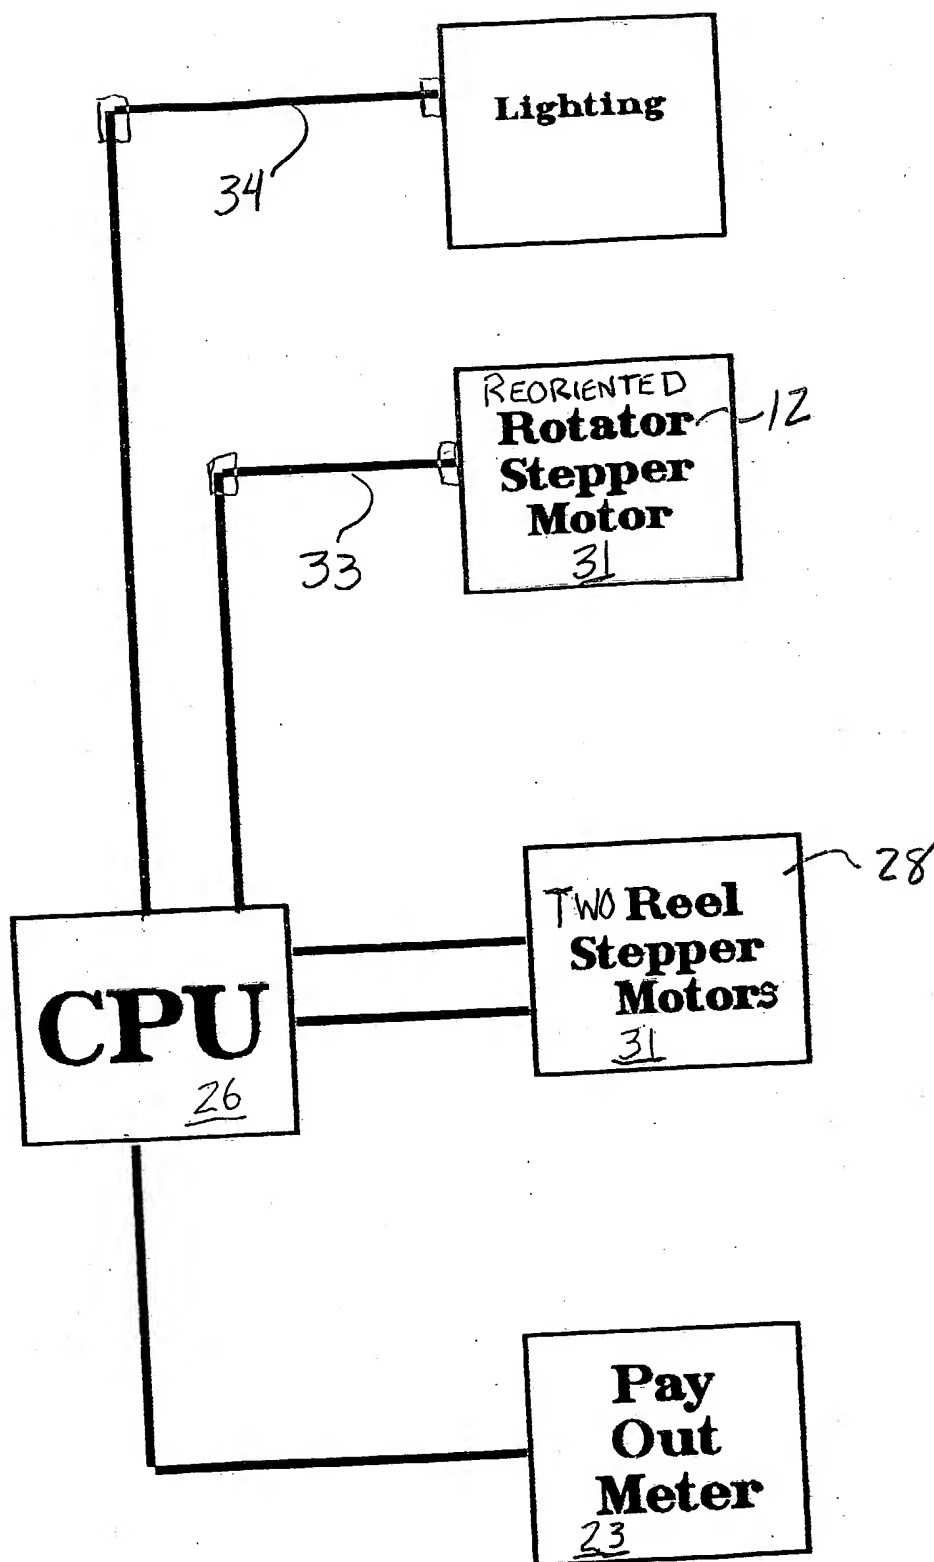 Lighting
34
REORIENTED
Rotator 12
Stepper
Motor
31
33
TWO Reel 28
Stepper
Motors
31
CPU
26
Pay
Out
Meter
23